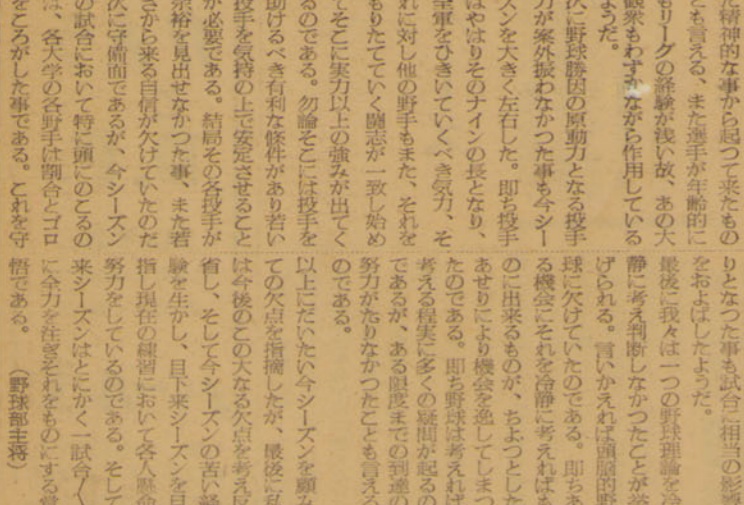 た精神的な事から起つて来たもの
とも言える、また選手が年齢的に
もリーグの経験が浅い故、あの大
観衆もわずかながら作用している
ようだ。
次に野球勝因の原動力となる投手
力が案外振わなかつた事も今シー
ズンを大きく左右した。即ち投手
はやはりそのナインの長となり、
全軍をひきいていくべき気力、そ
れに対し他の野手もまた、それを
もりたてていく闘志が一致し始め
てそこに実力以上の強みが出てく
るのである。勿論そこには投手を
助けるべき有利な條件があり若い
投手を気持の上で安定させること
が必要である。結局その各投手が
余裕を見出せなかつた事、また若
さから来る自信が欠けていたのだ
次に守備面であるが、今シーズン
の試合において特に頭にのこるの
は、各大学の各野手は割合とゴロ
をころがした事である。これを守
りとなつた事も試合に相当の影響
をおよぼしたようだ。
最後に我々は一つの野球理論を冷
静に考え判断しなかつたことが挙
げられる。言いかえれば頭脳的野
球に欠けていたのである。即ちあ
る機会にそれを冷静に考えればも
のに出来るものが、ちよつとした
あせりにより機会を逸してしまつ
たのである。即ち野球は考えれば
考える程実に多くの疑問が起るの
であるが、ある限度までの到達の
努力がたりなかつたことも言える
のである。
以上にだいたい今シーズンを顧み
ての欠点を指摘したが、最後に私
は今後のこの大なる欠点を考え反
省し、そして今シーズンの苦い経
験を生かし、目下来シーズンを目
指し現在の練習において各人懸命
努力をしているのである。そして
来シーズンはとにかく一試合〱
に全力を注ぎそれをものにする覚
悟である。　　（野球部主将）